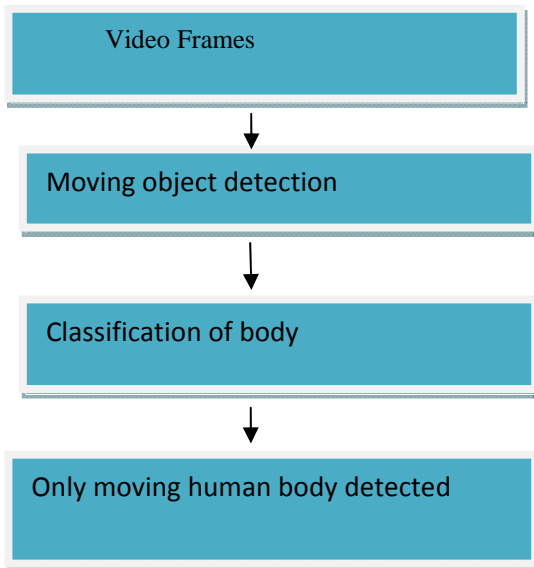 Video Frames
Moving object detection
Classification of body
Only moving human body detected